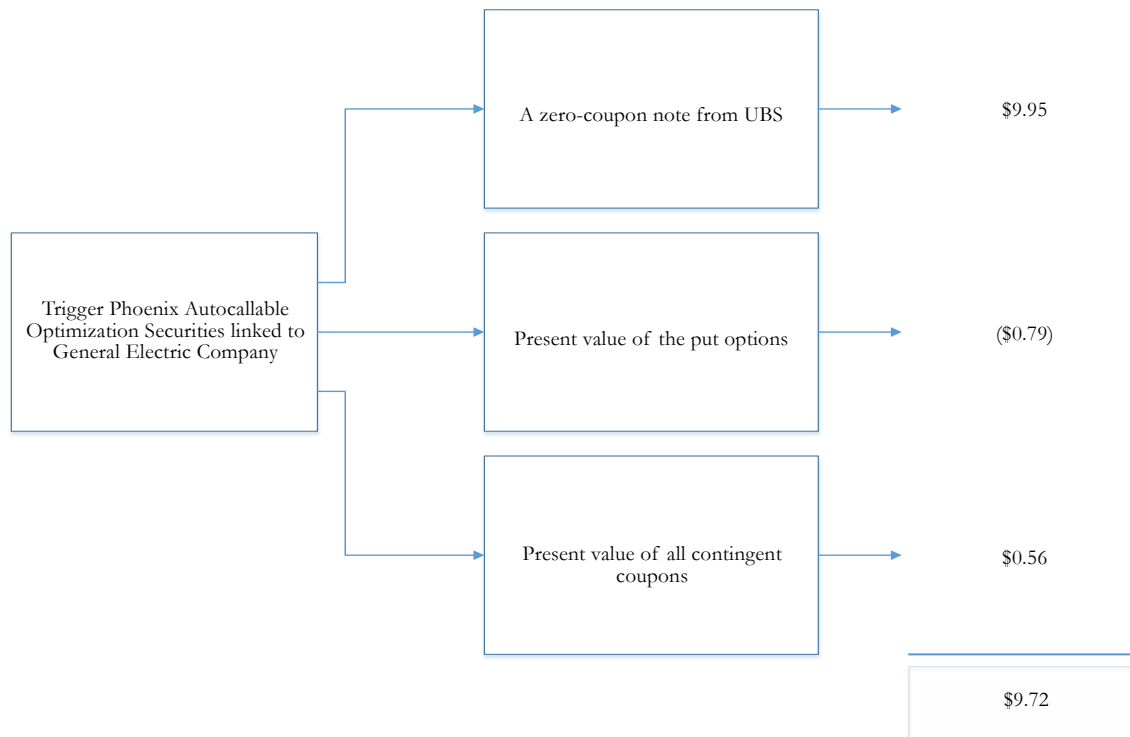 A zero-coupon note from UBS
$9.95
Trigger Phoenix Autocallable
Optimization Securities linked to
General Electric Company
Present value of the put options
($0.79)
Present value of all contingent
coupons
$0.56
$9.72